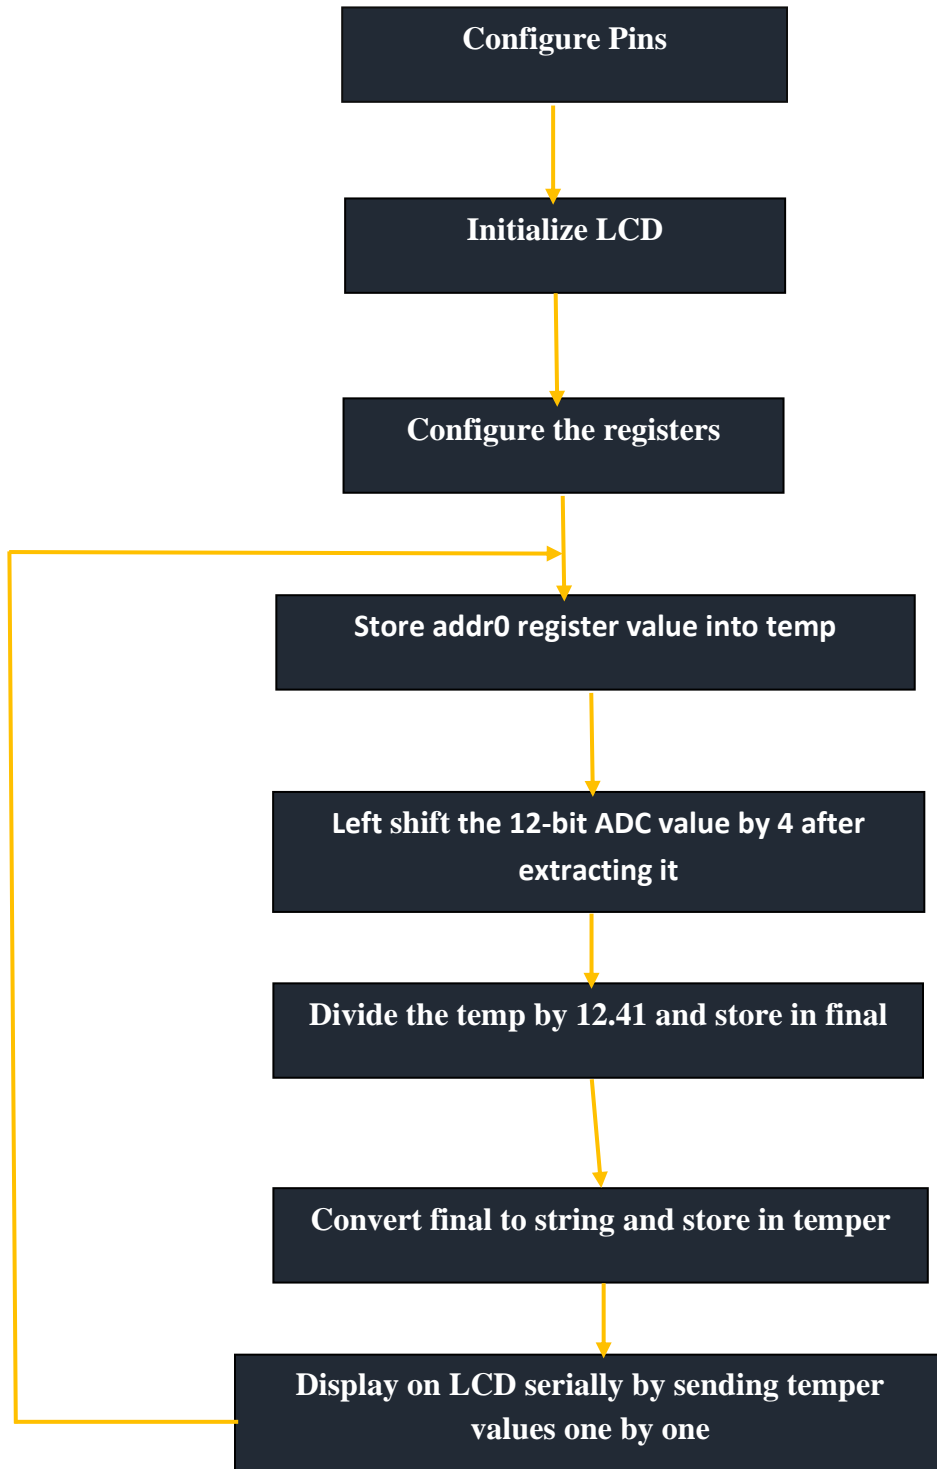 Configure Pins
Initialize LCD
Configure the registers
Store addr0 register value into temp
Left shift the 12-bit ADC value by 4 after
extracting it
Divide the temp by 12.41 and store in final
Convert final to string and store in temper
Display on LCD serially by sending temper
values one by one